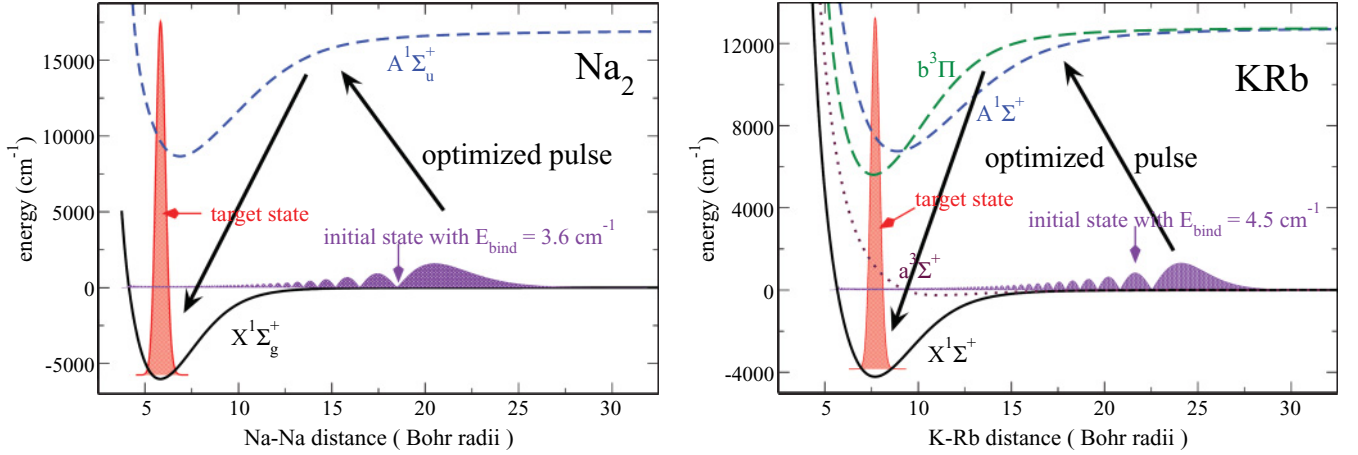 Na₂
A¹Σᵤ⁺
optimized pulse
target state
initial state with E_bind = 3.6 cm⁻¹
X¹Σ_g⁺
energy (cm⁻¹)
15000
10000
5000
0
-5000
5 10 15 20 25 30
Na-Na distance ( Bohr radii )
KRb
b³Π
A¹Σ⁺
optimized pulse
target state
initial state with E_bind = 4.5 cm⁻¹
a³Σ⁺
X¹Σ⁺
energy (cm⁻¹)
12000
8000
4000
0
-4000
5 10 15 20 25 30
K-Rb distance ( Bohr radii )